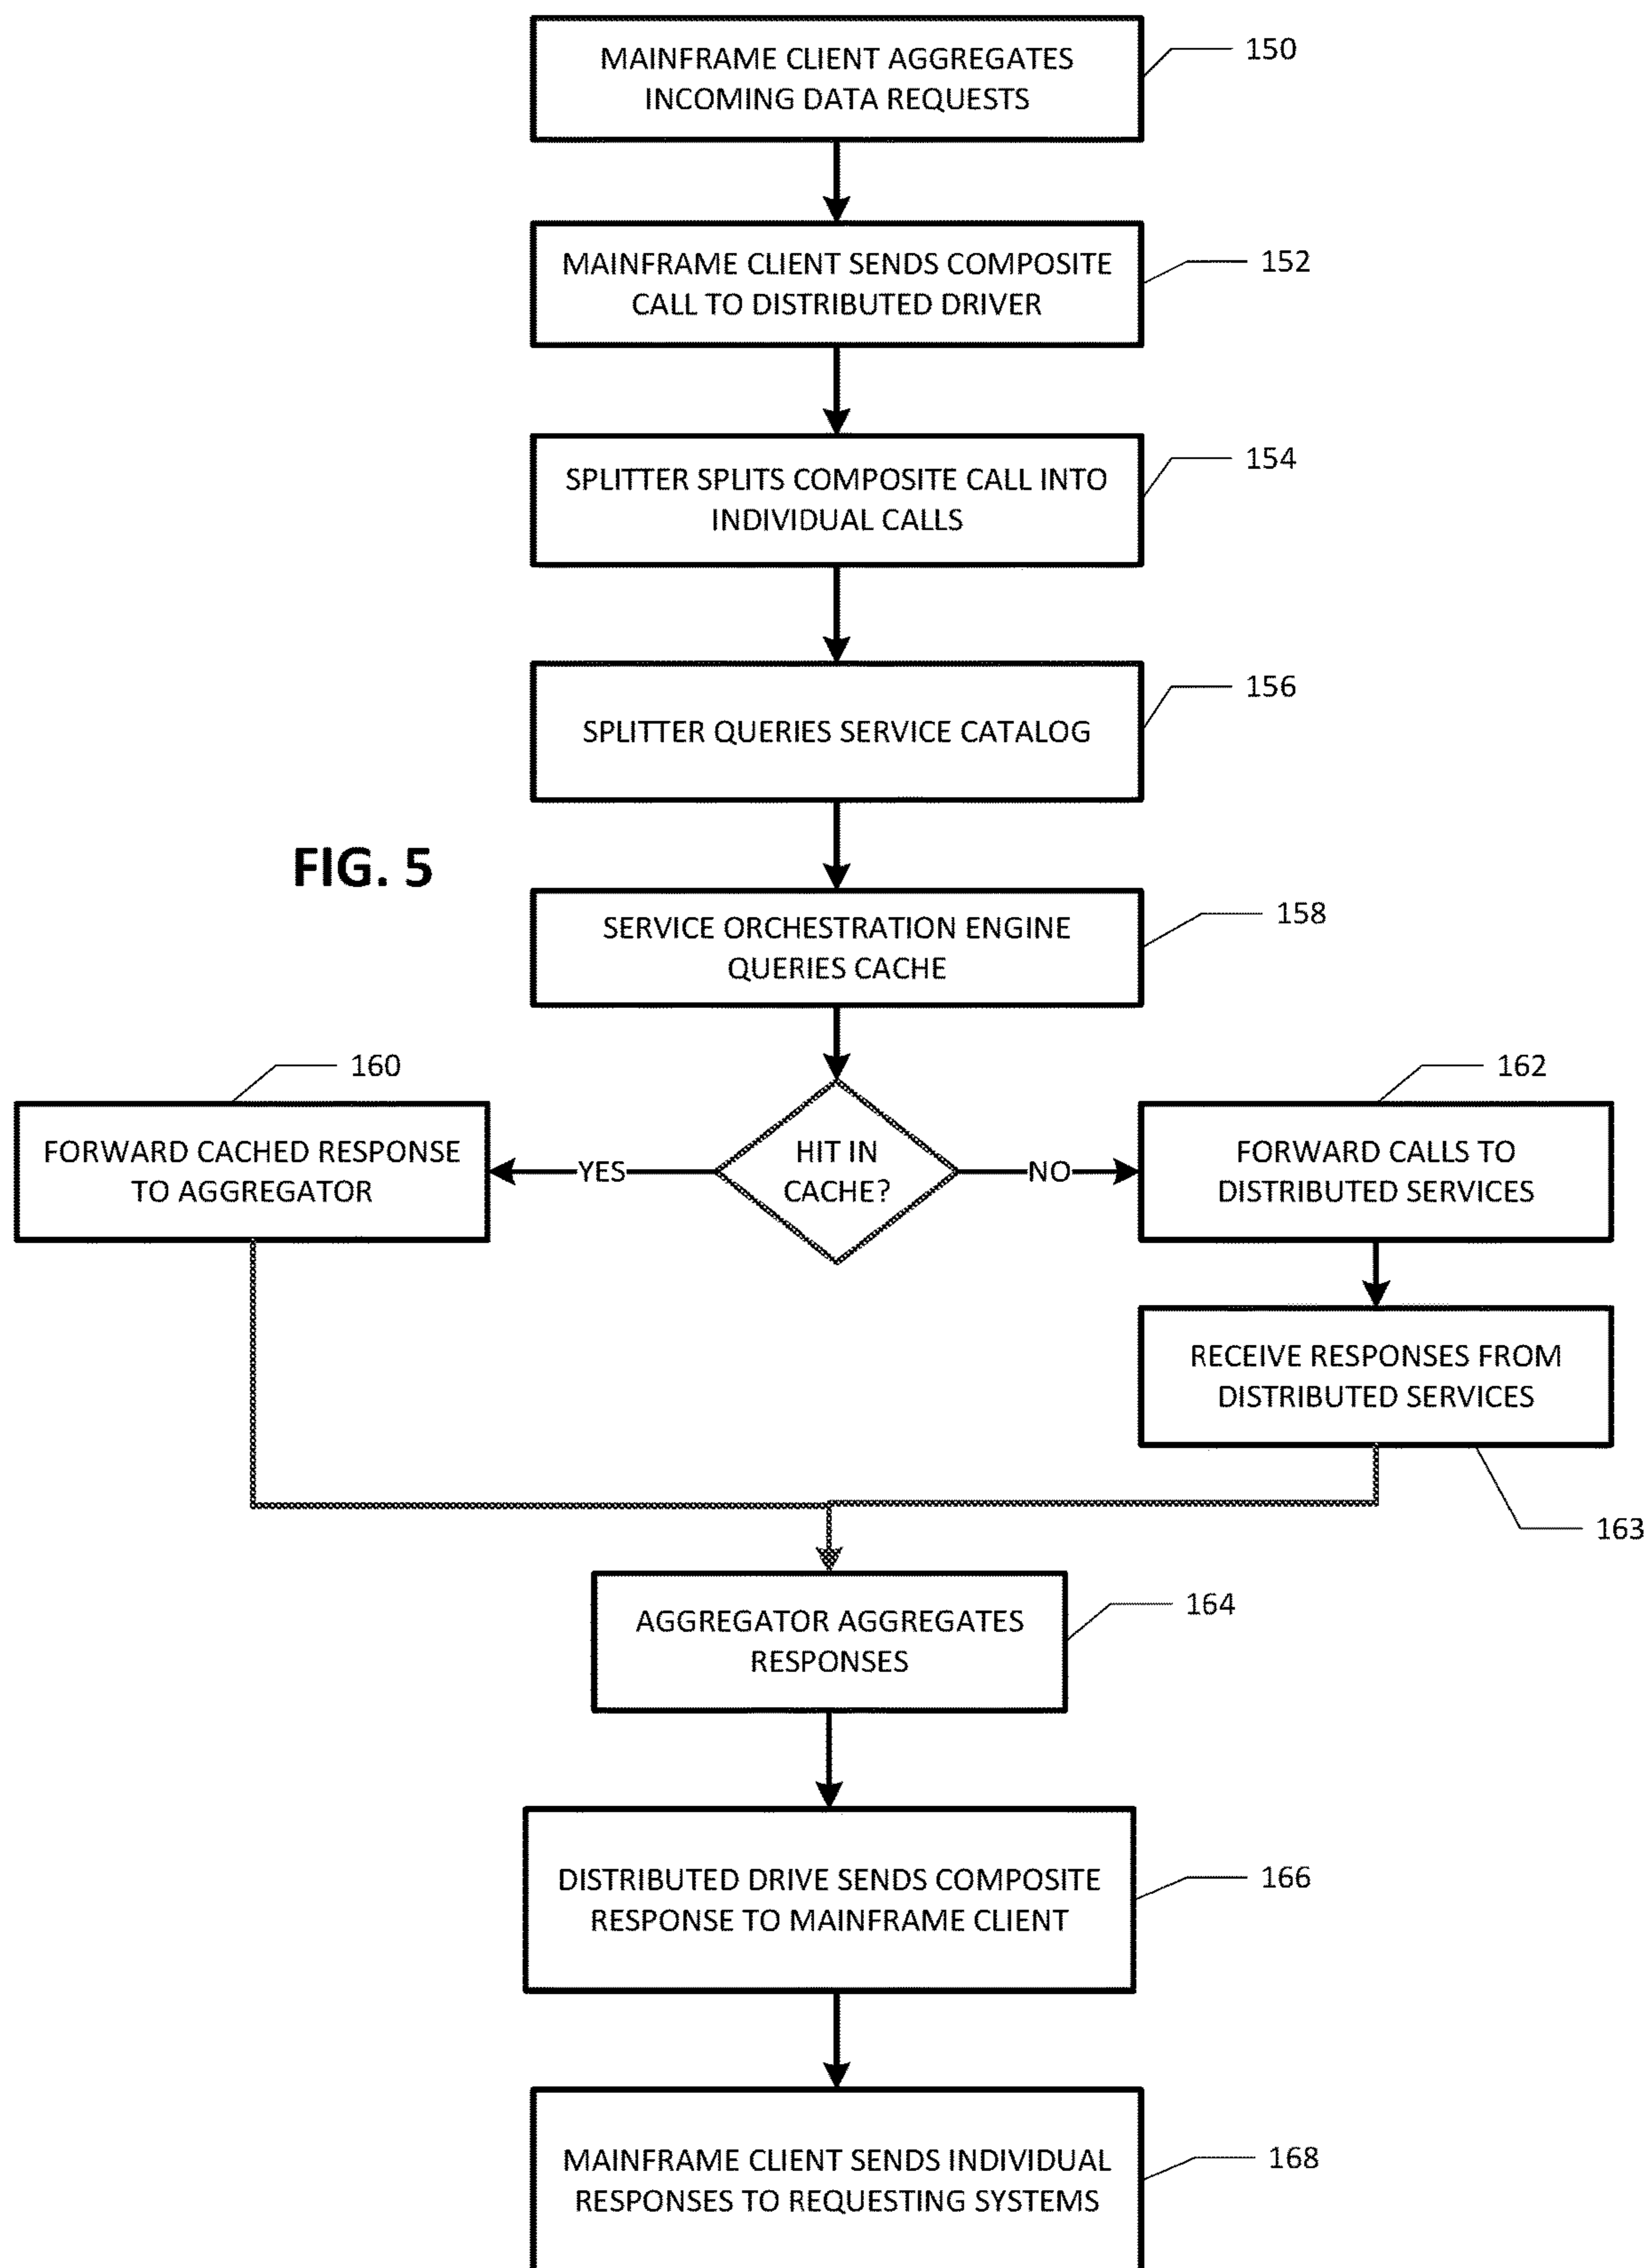 MAINFRAME CLIENT AGGREGATES
INCOMING DATA REQUESTS
150
MAINFRAME CLIENT SENDS COMPOSITE
CALL TO DISTRIBUTED DRIVER
152
SPLITTER SPLITS COMPOSITE CALL INTO
INDIVIDUAL CALLS
154
SPLITTER QUERIES SERVICE CATALOG
156
FIG. 5
SERVICE ORCHESTRATION ENGINE
QUERIES CACHE
158
160
FORWARD CACHED RESPONSE
TO AGGREGATOR
YES
HIT IN
CACHE?
NO
162
FORWARD CALLS TO
DISTRIBUTED SERVICES
RECEIVE RESPONSES FROM
DISTRIBUTED SERVICES
163
AGGREGATOR AGGREGATES
RESPONSES
164
DISTRIBUTED DRIVE SENDS COMPOSITE
RESPONSE TO MAINFRAME CLIENT
166
MAINFRAME CLIENT SENDS INDIVIDUAL
RESPONSES TO REQUESTING SYSTEMS
168